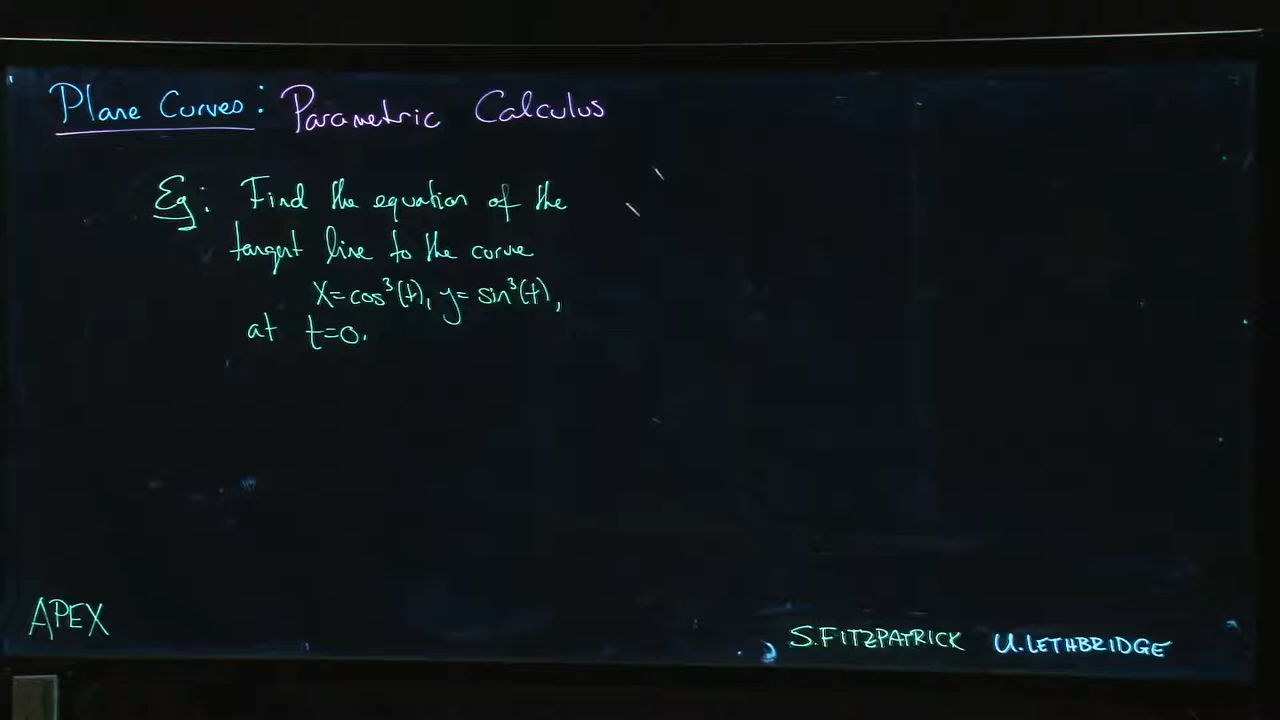 Plane Curves: Parametric Calculus
Eg: Find the equation of the
tangent line to the curve
x=cos³(t), y=sin³(t),
at t=0.
APEX
S.FITZPATRICK U.LETHBRIDGE